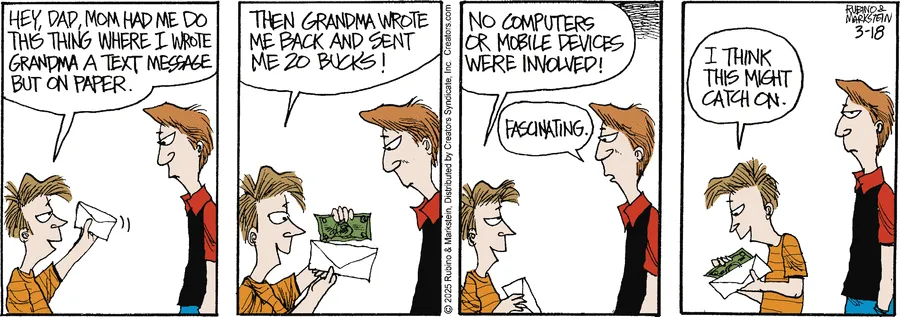 HEY, DAD, MOM HAD ME DO
THIS THING WHERE I WROTE
GRANDMA A TEXT MESSAGE
BUT ON PAPER.
THEN GRANDMA WROTE
ME BACK AND SENT
ME 20 BUCKS!
© 2025 Rubino & Markstein, Distributed by Creators Syndicate, Inc. Creators.com
NO COMPUTERS
OR MOBILE DEVICES
WERE INVOLVED!
FASCINATING.
RUBINO &
MARKSTEIN
3-18
I THINK
THIS MIGHT
CATCH ON.